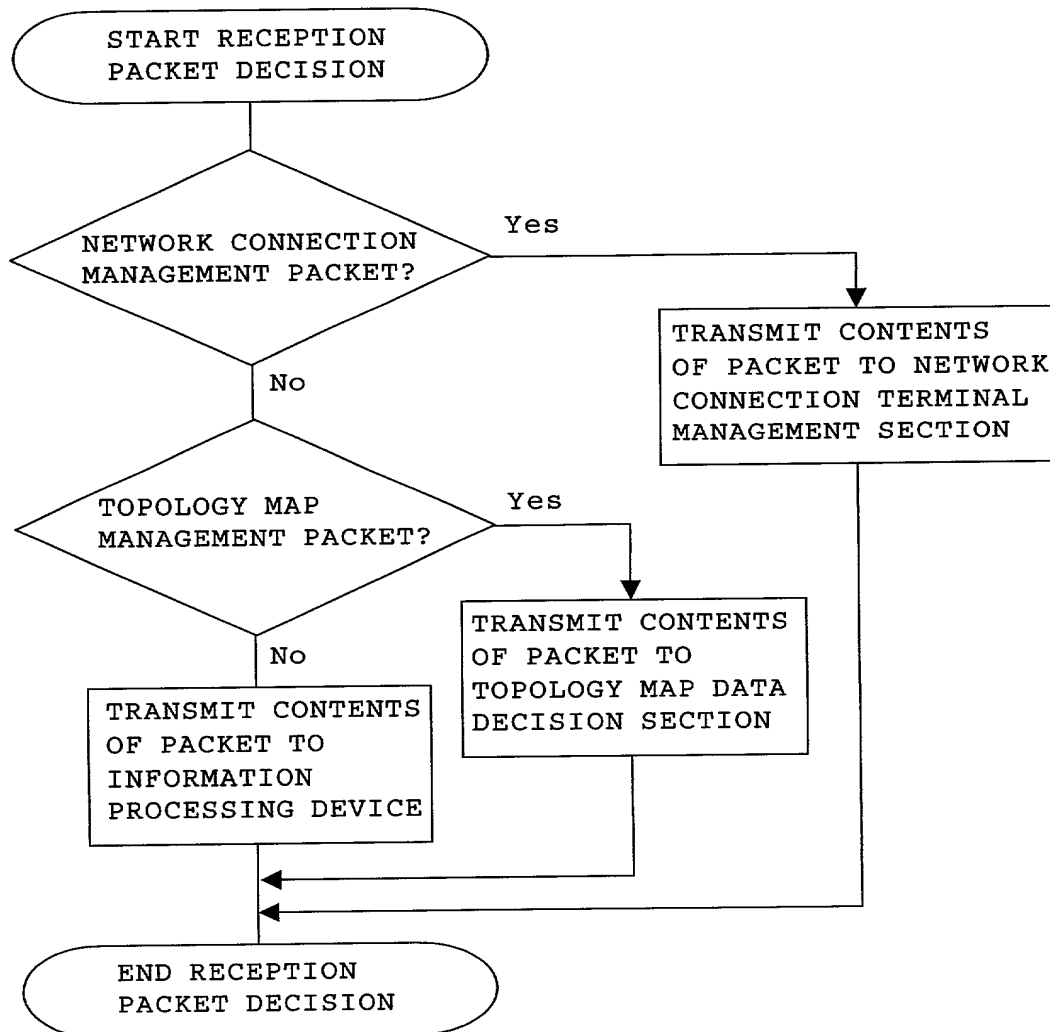 START RECEPTION
PACKET DECISION
NETWORK CONNECTION
MANAGEMENT PACKET?
Yes
TRANSMIT CONTENTS
OF PACKET TO NETWORK
CONNECTION TERMINAL
MANAGEMENT SECTION
No
TOPOLOGY MAP
MANAGEMENT PACKET?
Yes
TRANSMIT CONTENTS
OF PACKET TO
TOPOLOGY MAP DATA
DECISION SECTION
No
TRANSMIT CONTENTS
OF PACKET TO
INFORMATION
PROCESSING DEVICE
END RECEPTION
PACKET DECISION